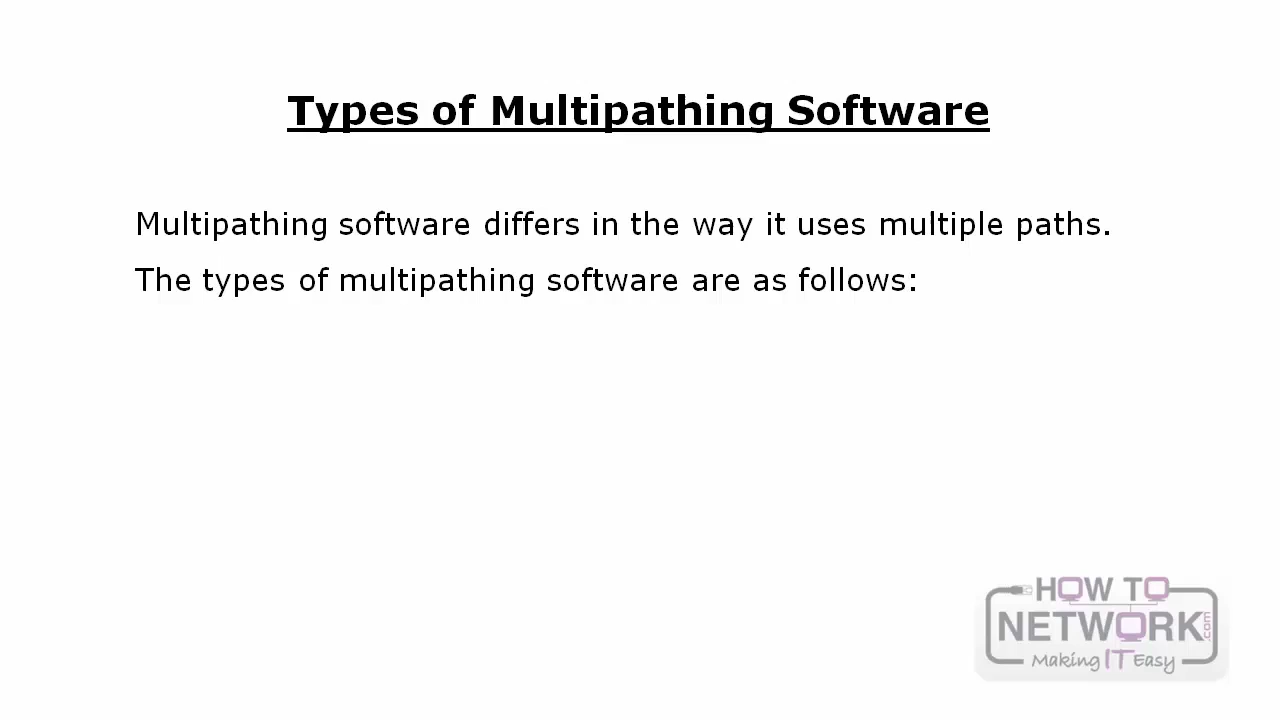 Types of Multipathing Software
Multipathing software differs in the way it uses multiple paths.
The types of multipathing software are as follows:
HOW TO
NETWORK.com
Making IT Easy